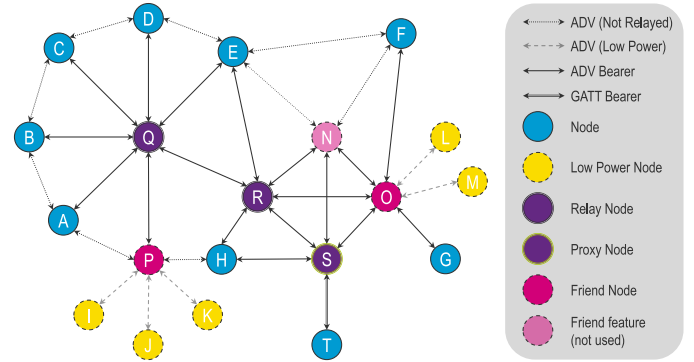 D
C
E
F
B
Q
N
L
M
A
R
O
P
H
S
G
I
J
K
T
ADV (Not Relayed)
ADV (Low Power)
ADV Bearer
GATT Bearer
Node
Low Power Node
Relay Node
Proxy Node
Friend Node
Friend feature
(not used)